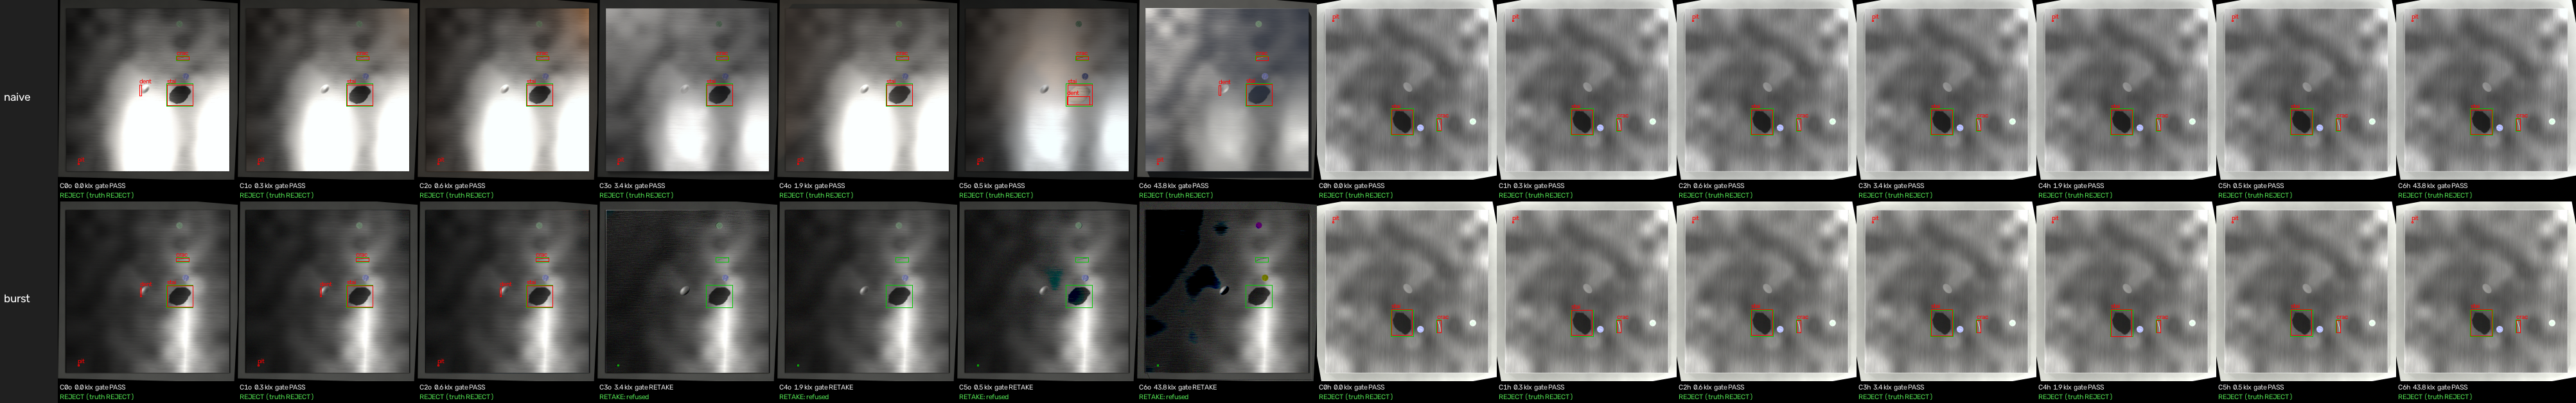 naive
C0o 0.0 klx gate PASS
REJECT (truth REJECT)
C1o 0.3 klx gate PASS
REJECT (truth REJECT)
C2o 0.6 klx gate PASS
REJECT (truth REJECT)
C3o 3.4 klx gate PASS
REJECT (truth REJECT)
C4o 1.9 klx gate PASS
REJECT (truth REJECT)
C5o 0.5 klx gate PASS
REJECT (truth REJECT)
C6o 43.8 klx gate PASS
REJECT (truth REJECT)
C0h 0.0 klx gate PASS
REJECT (truth REJECT)
C1h 0.3 klx gate PASS
REJECT (truth REJECT)
C2h 0.6 klx gate PASS
REJECT (truth REJECT)
C3h 3.4 klx gate PASS
REJECT (truth REJECT)
C4h 1.9 klx gate PASS
REJECT (truth REJECT)
C5h 0.5 klx gate PASS
REJECT (truth REJECT)
C6h 43.8 klx gate PASS
REJECT (truth REJECT)
burst
C0o 0.0 klx gate PASS
REJECT (truth REJECT)
C1o 0.3 klx gate PASS
REJECT (truth REJECT)
C2o 0.6 klx gate PASS
REJECT (truth REJECT)
C3o 3.4 klx gate RETAKE
RETAKE: refused
C4o 1.9 klx gate RETAKE
RETAKE: refused
C5o 0.5 klx gate RETAKE
RETAKE: refused
C6o 43.8 klx gate RETAKE
RETAKE: refused
C0h 0.0 klx gate PASS
REJECT (truth REJECT)
C1h 0.3 klx gate PASS
REJECT (truth REJECT)
C2h 0.6 klx gate PASS
REJECT (truth REJECT)
C3h 3.4 klx gate PASS
REJECT (truth REJECT)
C4h 1.9 klx gate PASS
REJECT (truth REJECT)
C5h 0.5 klx gate PASS
REJECT (truth REJECT)
C6h 43.8 klx gate PASS
REJECT (truth REJECT)